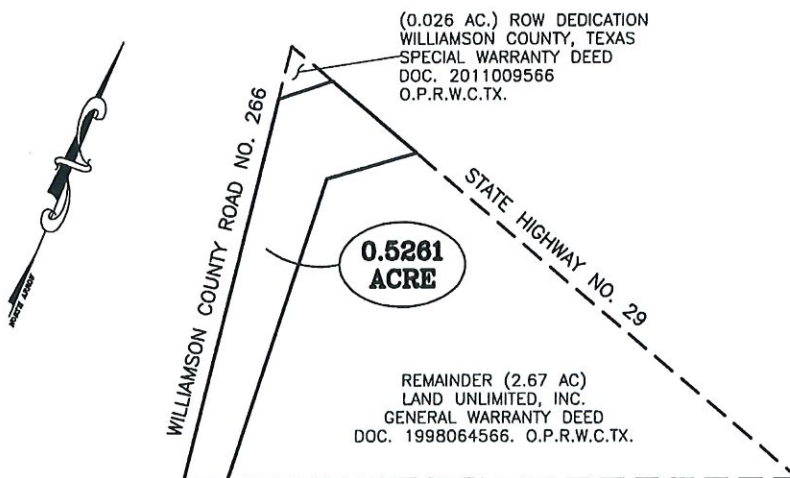 (0.026 AC.) ROW DEDICATION
WILLIAMSON COUNTY, TEXAS
SPECIAL WARRANTY DEED
DOC. 2011009566
O.P.R.W.C.TX.
WILLIAMSON COUNTY ROAD NO. 266
STATE HIGHWAY NO. 29
0.5261
ACRE
REMAINDER (2.67 AC)
LAND UNLIMITED, INC.
GENERAL WARRANTY DEED
DOC. 1998064566. O.P.R.W.C.TX.